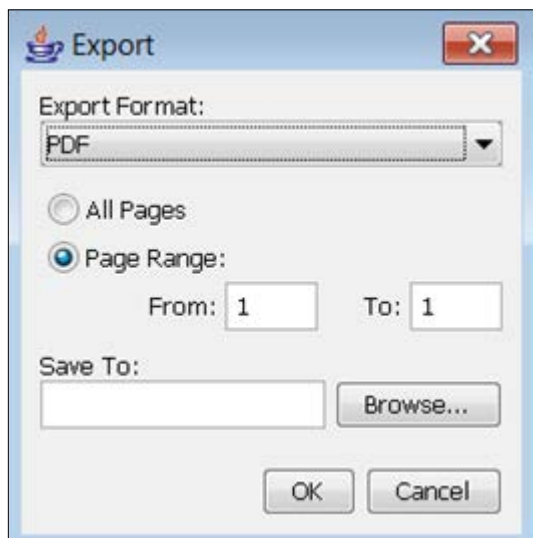 Export
Export Format:
PDF
All Pages
Page Range:
From: 1 To: 1
Save To:
Browse...
OK Cancel